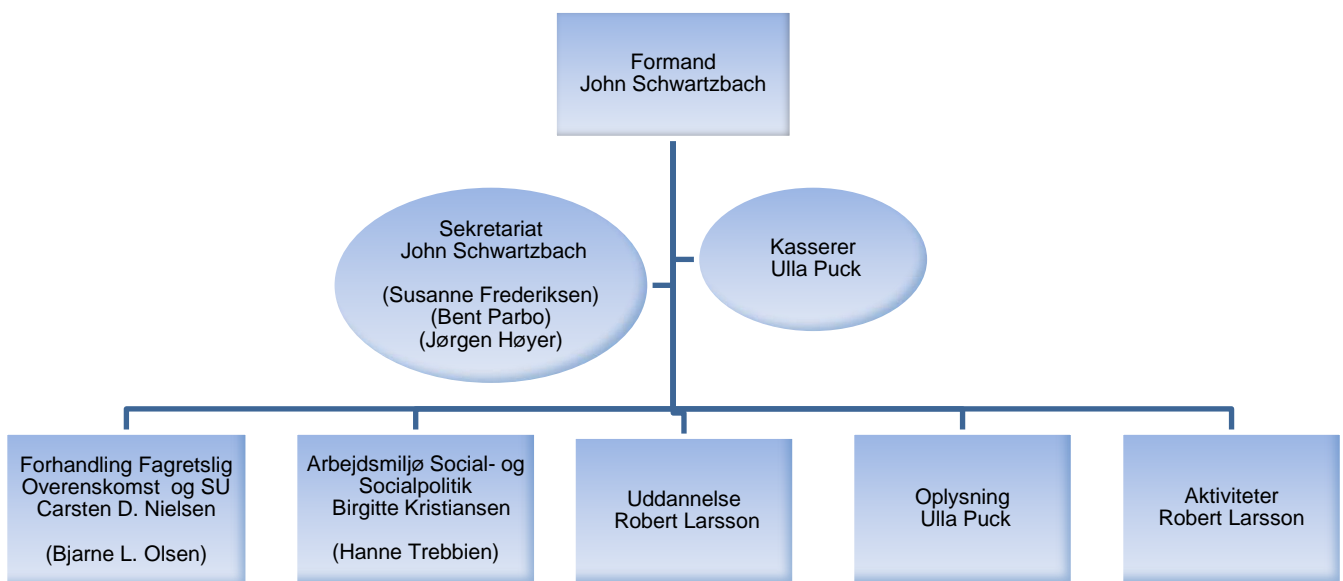 Formand
John Schwartzbach
Sekretariat
John Schwartzbach
(Susanne Frederiksen)
(Bent Parbo)
(Jørgen Høyer)
Kasserer
Ulla Puck
Forhandling Fagretslig
Overenskomst og SU
Carsten D. Nielsen
(Bjarne L. Olsen)
Arbejdsmiljø Social- og
Socialpolitik
Birgitte Kristiansen
(Hanne Trebbien)
Uddannelse
Robert Larsson
Oplysning
Ulla Puck
Aktiviteter
Robert Larsson